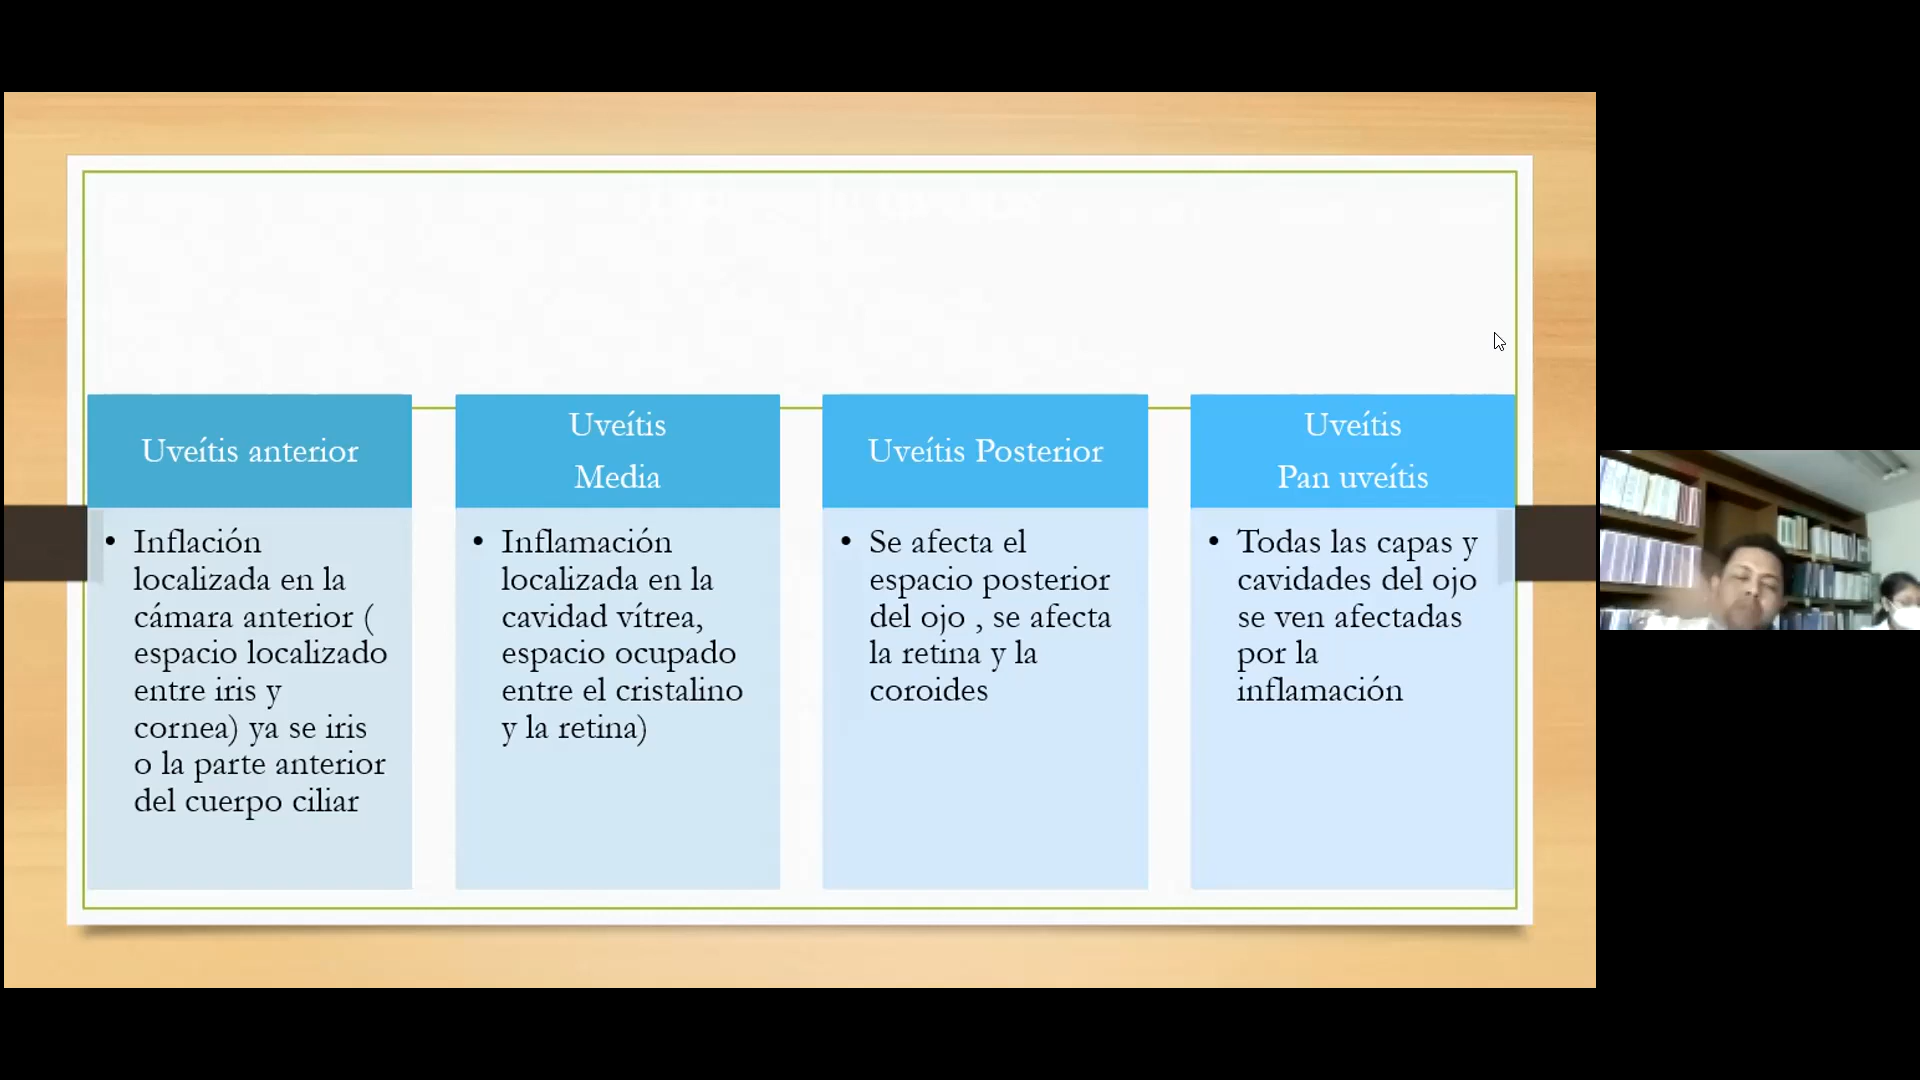 Uveítis anterior
• Inflación
localizada en la
cámara anterior (
espacio localizado
entre iris y
cornea) ya se iris
o la parte anterior
del cuerpo ciliar
Uveítis
Media
• Inflamación
localizada en la
cavidad vítrea,
espacio ocupado
entre el cristalino
y la retina)
Uveítis Posterior
• Se afecta el
espacio posterior
del ojo , se afecta
la retina y la
coroides
Uveítis
Pan uveítis
• Todas las capas y
cavidades del ojo
se ven afectadas
por la
inflamación